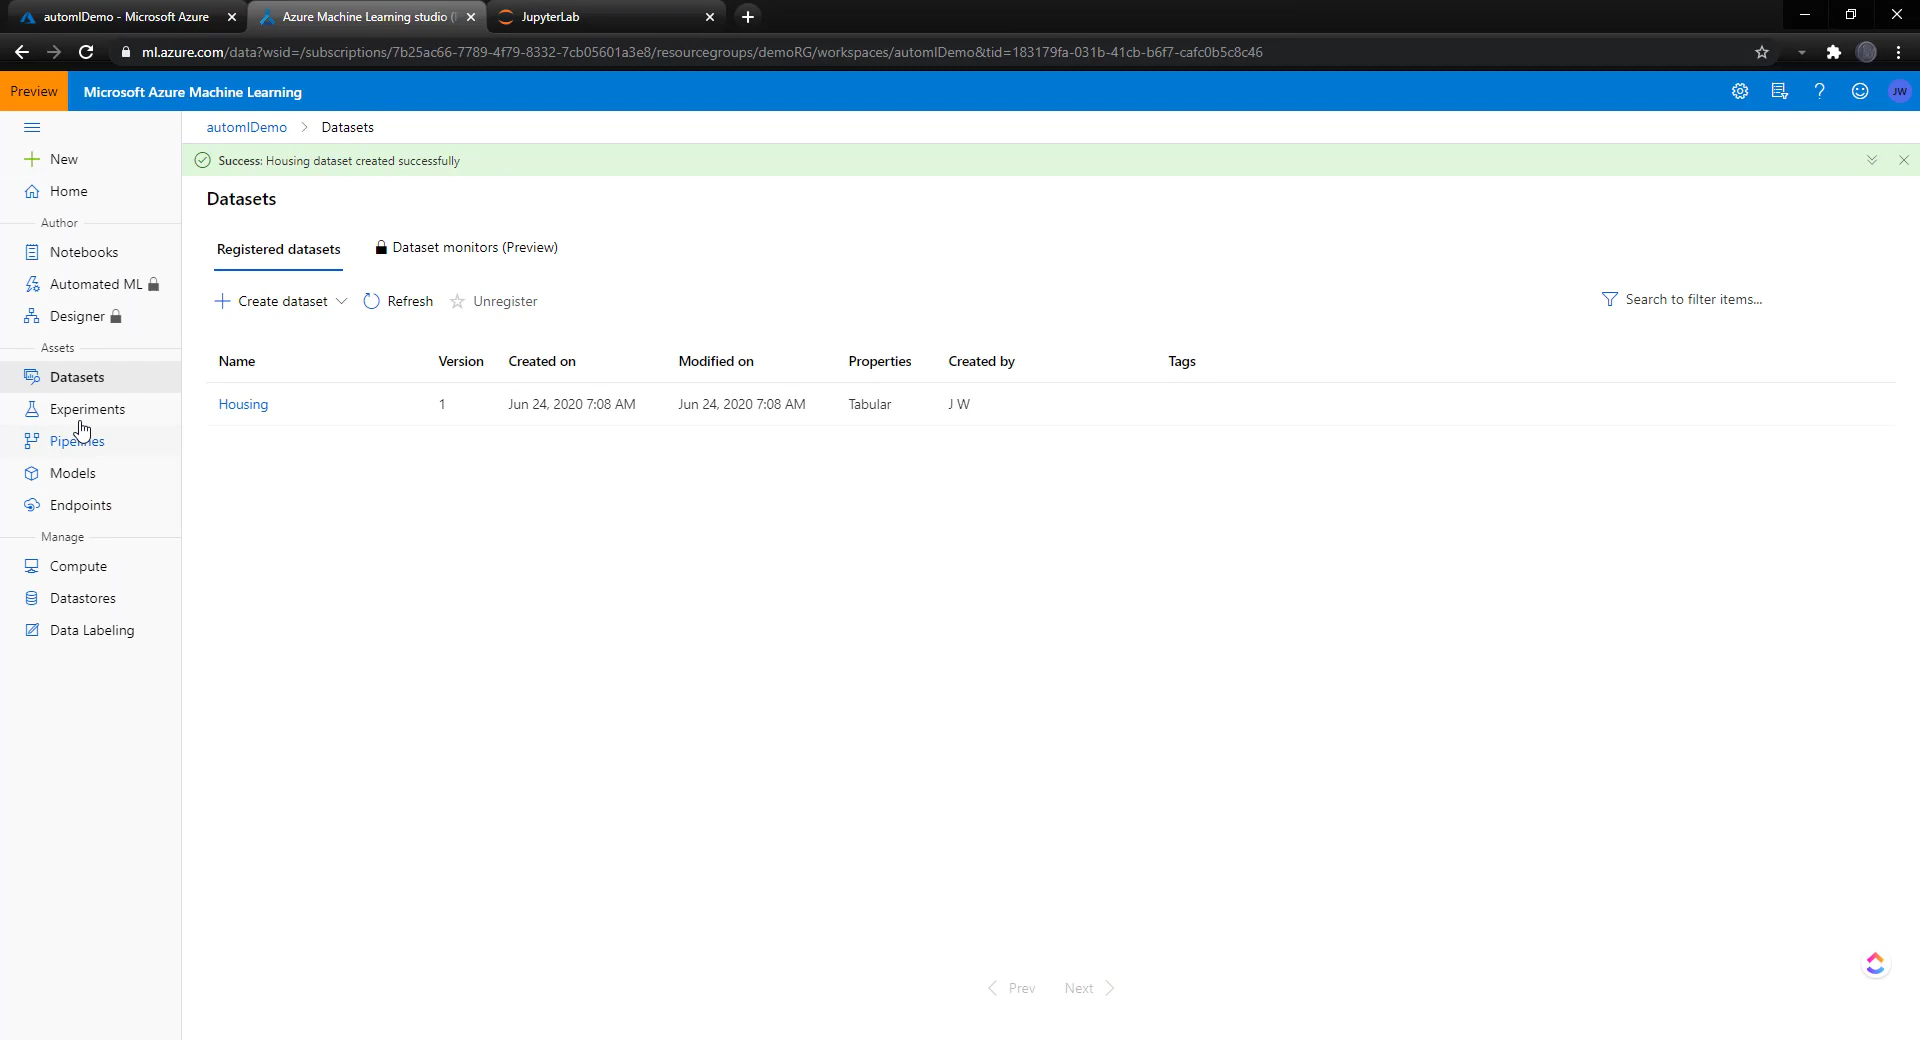 automlDemo - Microsoft Azure
Azure Machine Learning studio (
JupyterLab
ml.azure.com/data?wsid=/subscriptions/7b25ac66-7789-4f79-8332-7cb05601a3e8/resourcegroups/demoRG/workspaces/automlDemo&tid=183179fa-031b-41cb-b6f7-cafc0b5c8c46
Preview
Microsoft Azure Machine Learning
JW
New
Home
Author
Notebooks
Automated ML
Designer
Assets
Datasets
Experiments
Pipelines
Models
Endpoints
Manage
Compute
Datastores
Data Labeling
automlDemo > Datasets
Success: Housing dataset created successfully
Datasets
Registered datasets
Dataset monitors (Preview)
Create dataset
Refresh
Unregister
Search to filter items...
Name Version Created on Modified on Properties Created by Tags
Housing 1 Jun 24, 2020 7:08 AM Jun 24, 2020 7:08 AM Tabular J W
Prev Next